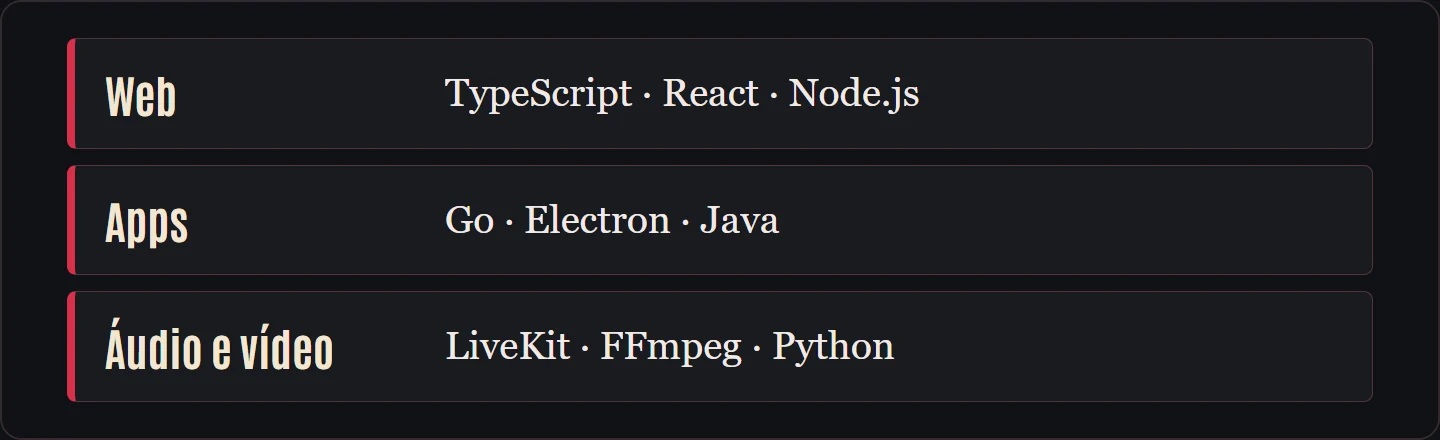 Web
TypeScript · React · Node.js
Apps
Go · Electron · Java
Áudio e vídeo
LiveKit · FFmpeg · Python